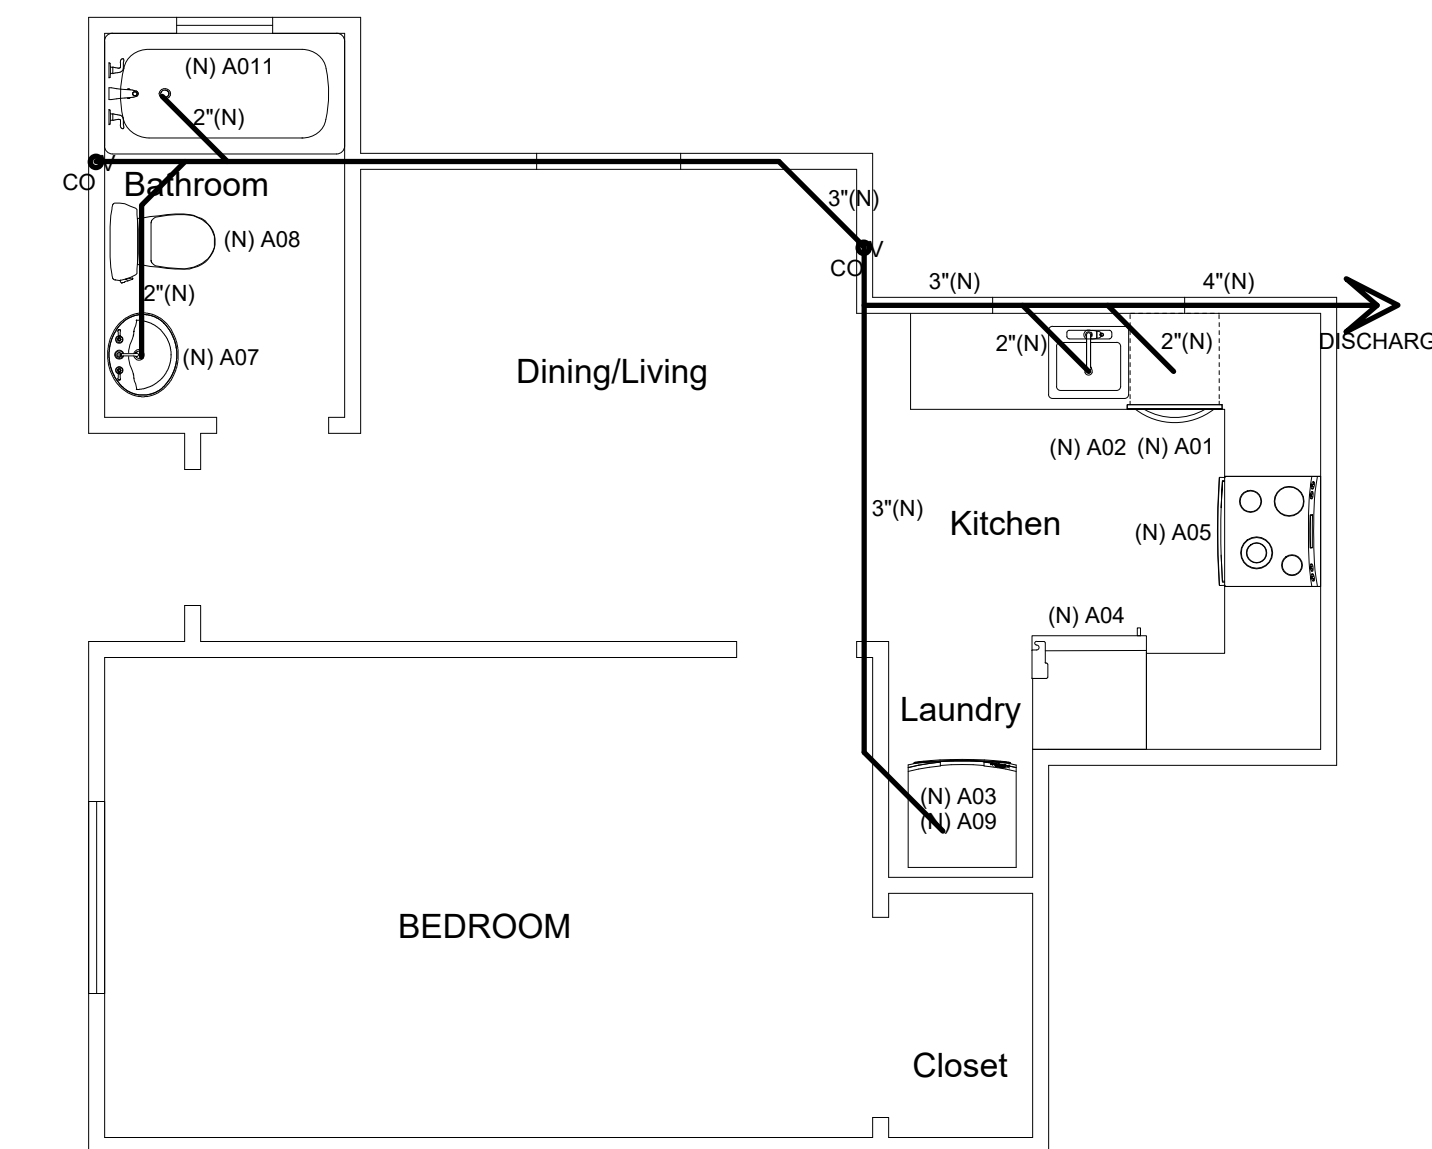 (N) A011
2"(N)
V
CO
Bathroom
3"(N)
(N) A08
V
CO
3"(N)
4"(N)
2"(N)
2"(N)
2"(N)
DISCHARG
(N) A07
Dining/Living
(N) A02
(N) A01
3"(N)
Kitchen
(N) A05
(N) A04
Laundry
(N) A03
(N) A09
BEDROOM
Closet